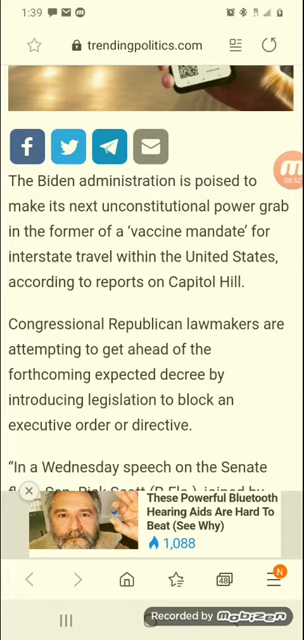 1:39
trendingpolitics.com
08:32
The Biden administration is poised to
make its next unconstitutional power grab
in the former of a ‘vaccine mandate’ for
interstate travel within the United States,
according to reports on Capitol Hill.
Congressional Republican lawmakers are
attempting to get ahead of the
forthcoming expected decree by
introducing legislation to block an
executive order or directive.
“In a Wednesday speech on the Senate
Sen. Rick Scott (R-Fla.) joined by
These Powerful Bluetooth
Hearing Aids Are Hard To
Beat (See Why)
1,088
48
N
Recorded by mobizen